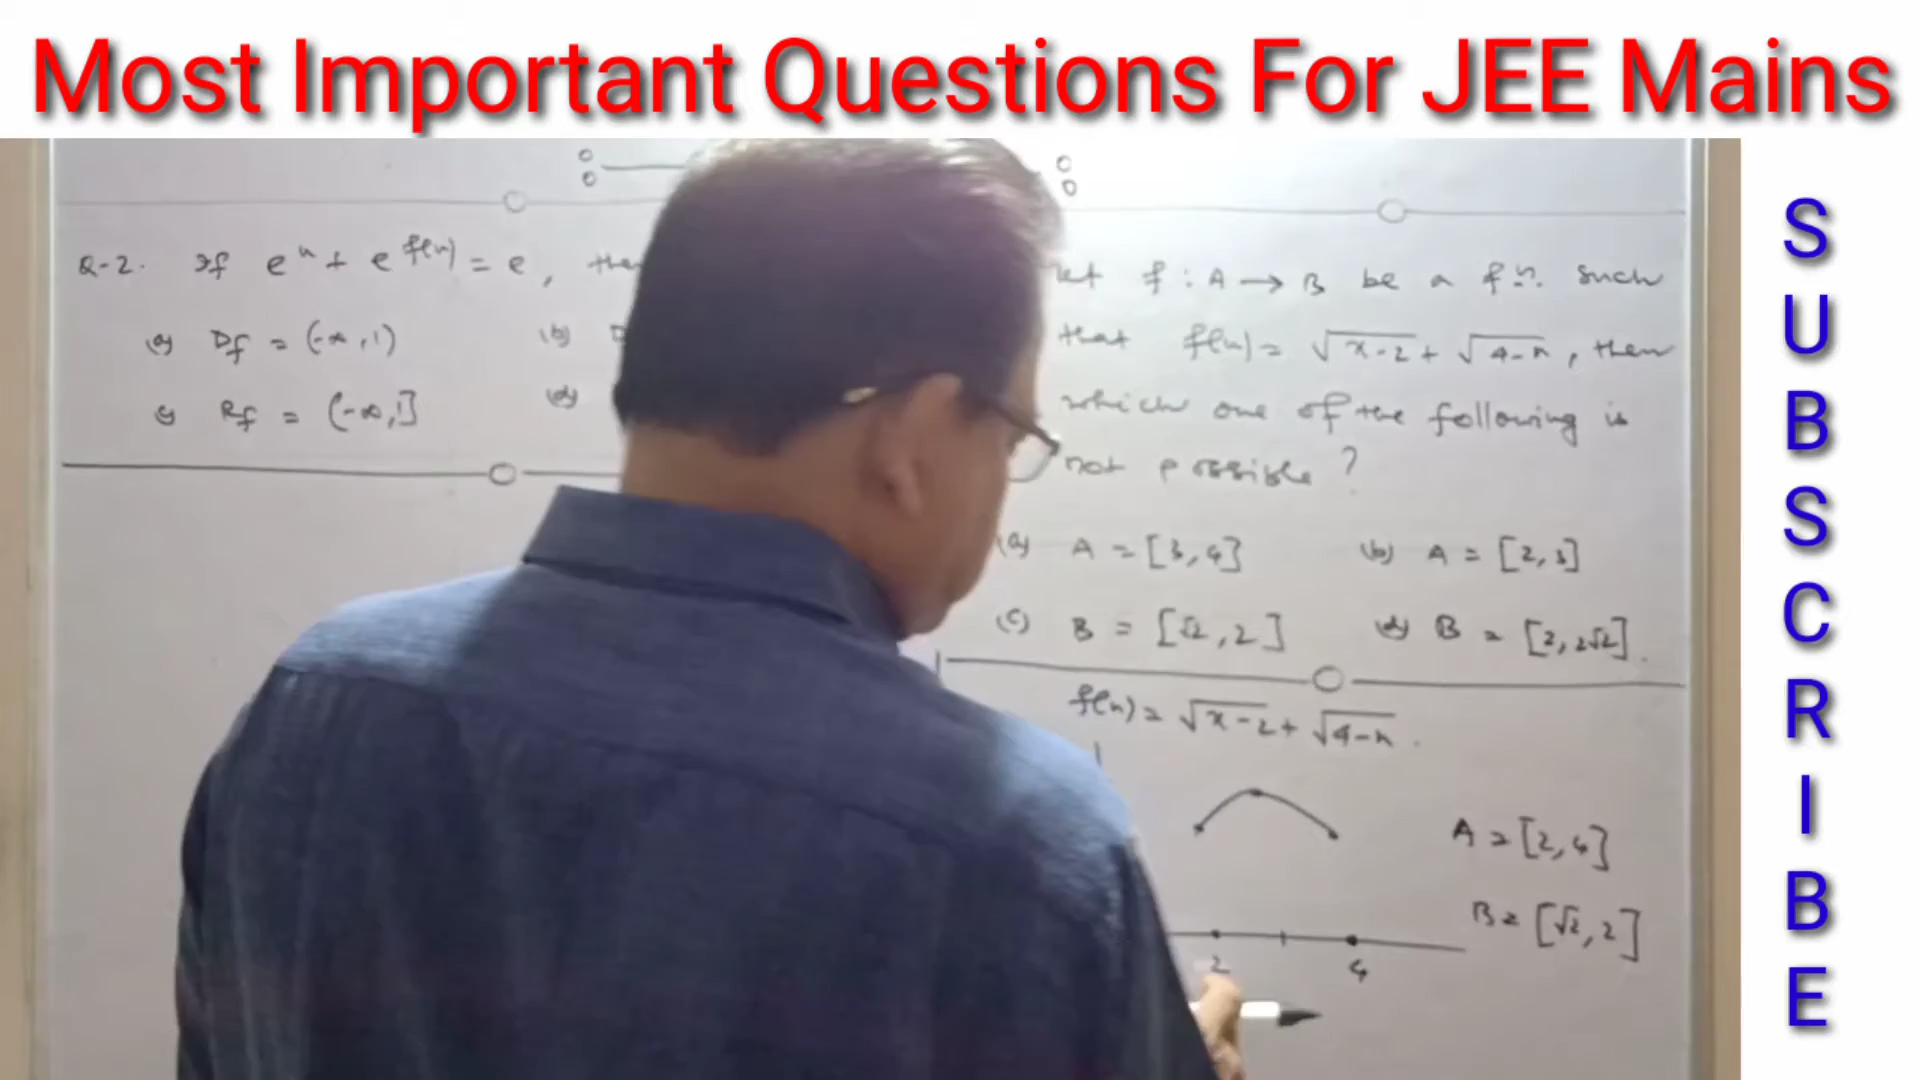 Most Important Questions For JEE Mains
Q-2. If e^x + e^f(x) = e, then
(a) Df = (-∞, 1)
(b) D
(c) Rf = (-∞, 1]
(d)
Let f : A → B be a fn. such
that f(x) = √x-2 + √4-x, then
which one of the following is
not possible ?
(a) A = [3, 4]
(b) A = [2, 3]
(c) B = [√2, 2]
(d) B = [2, 2√2].
f(x) = √x-2 + √4-x .
A = [2, 4]
B = [√2, 2]
2
4
SUBSCRIBE